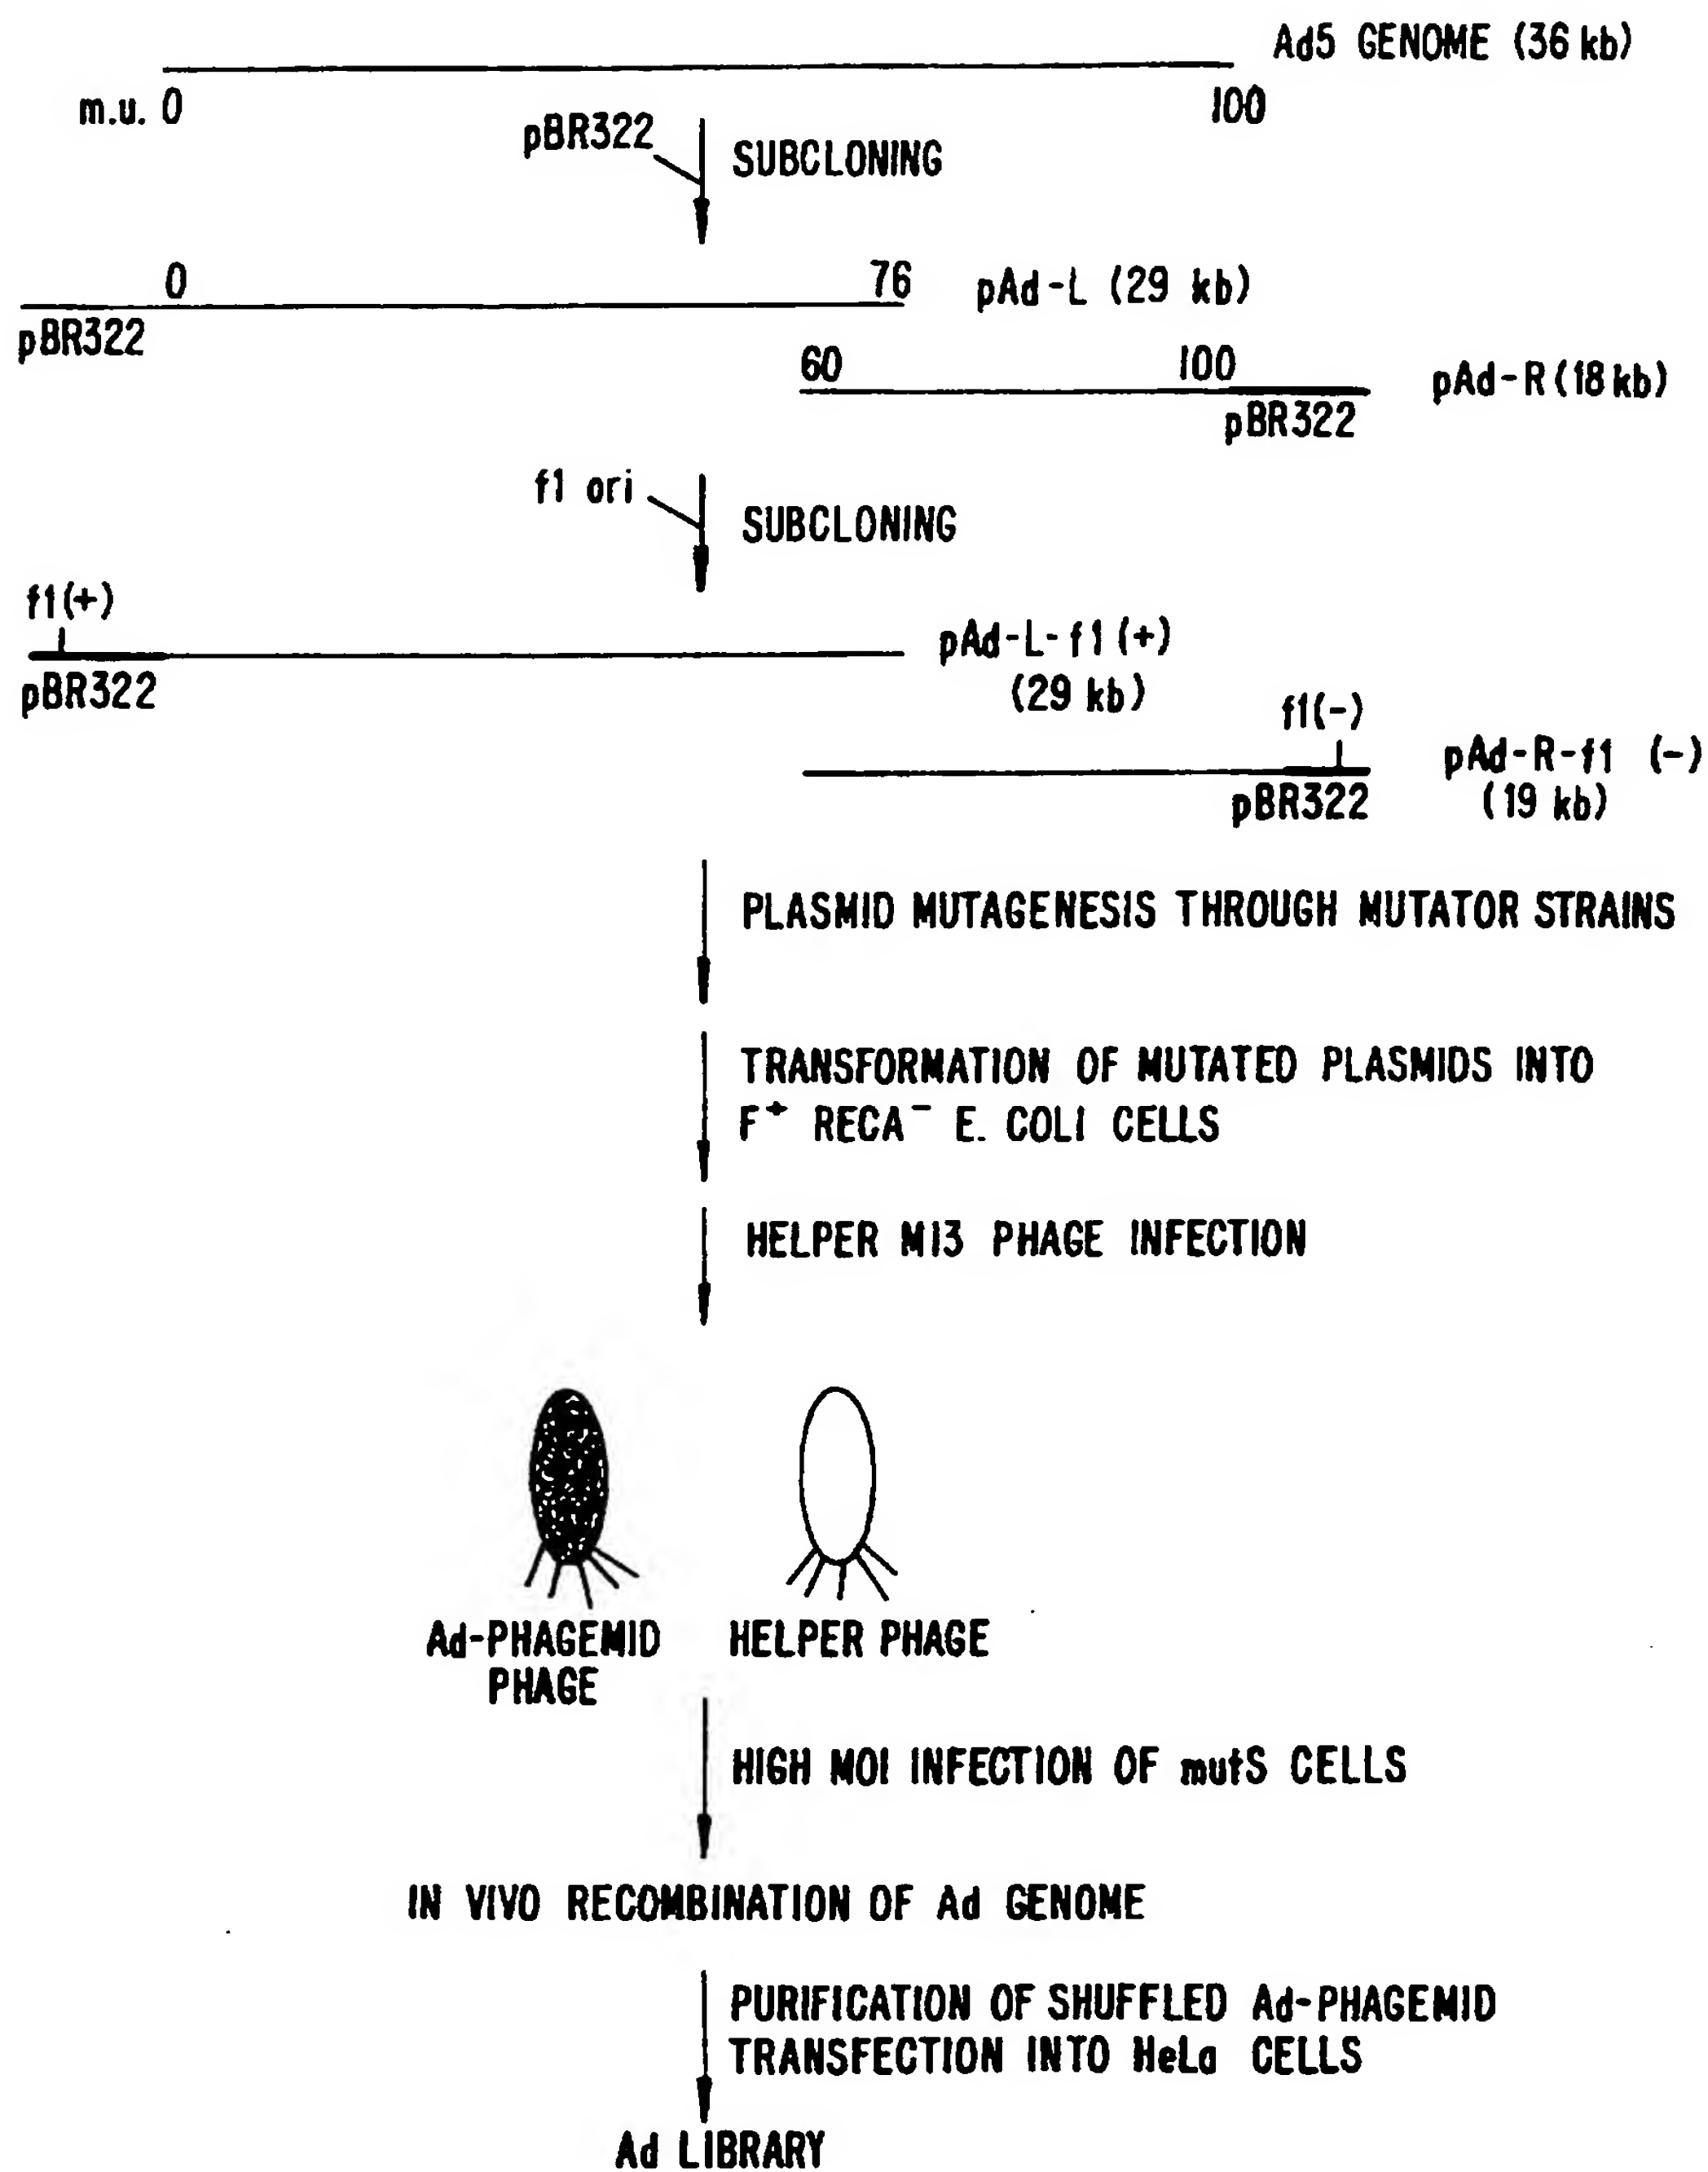 Ad5 GENOME (36 kb)
m.u. 0
100
pBR322
SUBCLONING
0
76
pAd-L (29 kb)
pBR322
60
100
pAd-R (18 kb)
pBR322
f1 ori
SUBCLONING
f1(+)
pAd-L-f1 (+)
(29 kb)
pBR322
f1(-)
pAd-R-f1 (-)
(19 kb)
pBR322
PLASMID MUTAGENESIS THROUGH MUTATOR STRAINS
TRANSFORMATION OF MUTATED PLASMIDS INTO
F+ RECA- E. COLI CELLS
HELPER M13 PHAGE INFECTION
Ad-PHAGEMID
PHAGE
HELPER PHAGE
HIGH MOI INFECTION OF mutS CELLS
IN VIVO RECOMBINATION OF Ad GENOME
PURIFICATION OF SHUFFLED Ad-PHAGEMID
TRANSFECTION INTO HeLa CELLS
Ad LIBRARY